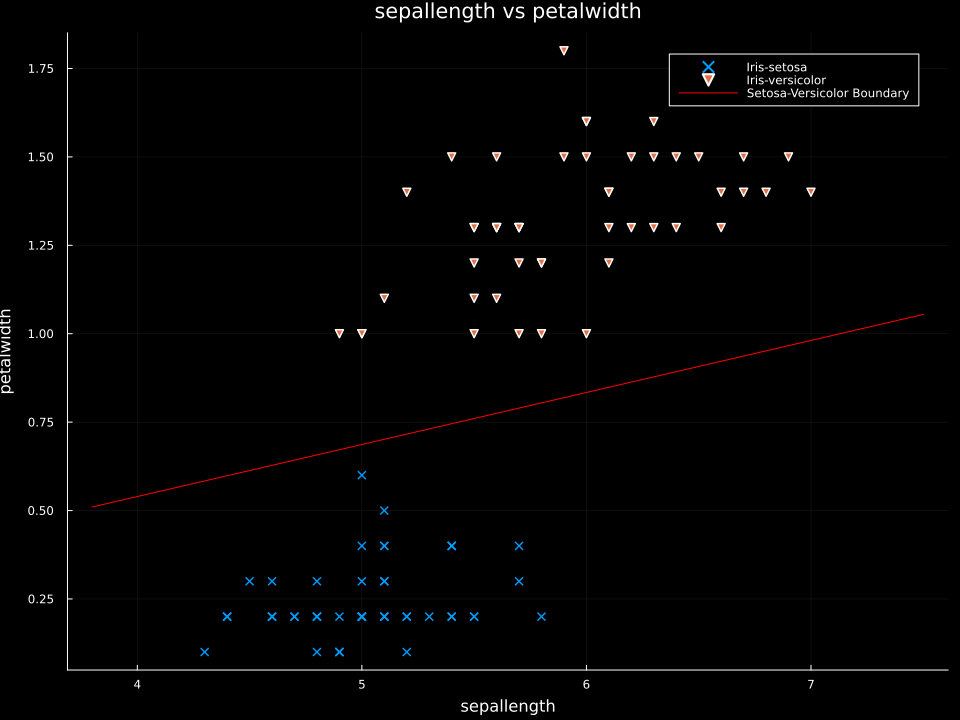 sepallength vs petalwidth
Iris-setosa
Iris-versicolor
Setosa-Versicolor Boundary
1.75
1.50
1.25
1.00
0.75
0.50
0.25
petalwidth
4 5 6 7
sepallength